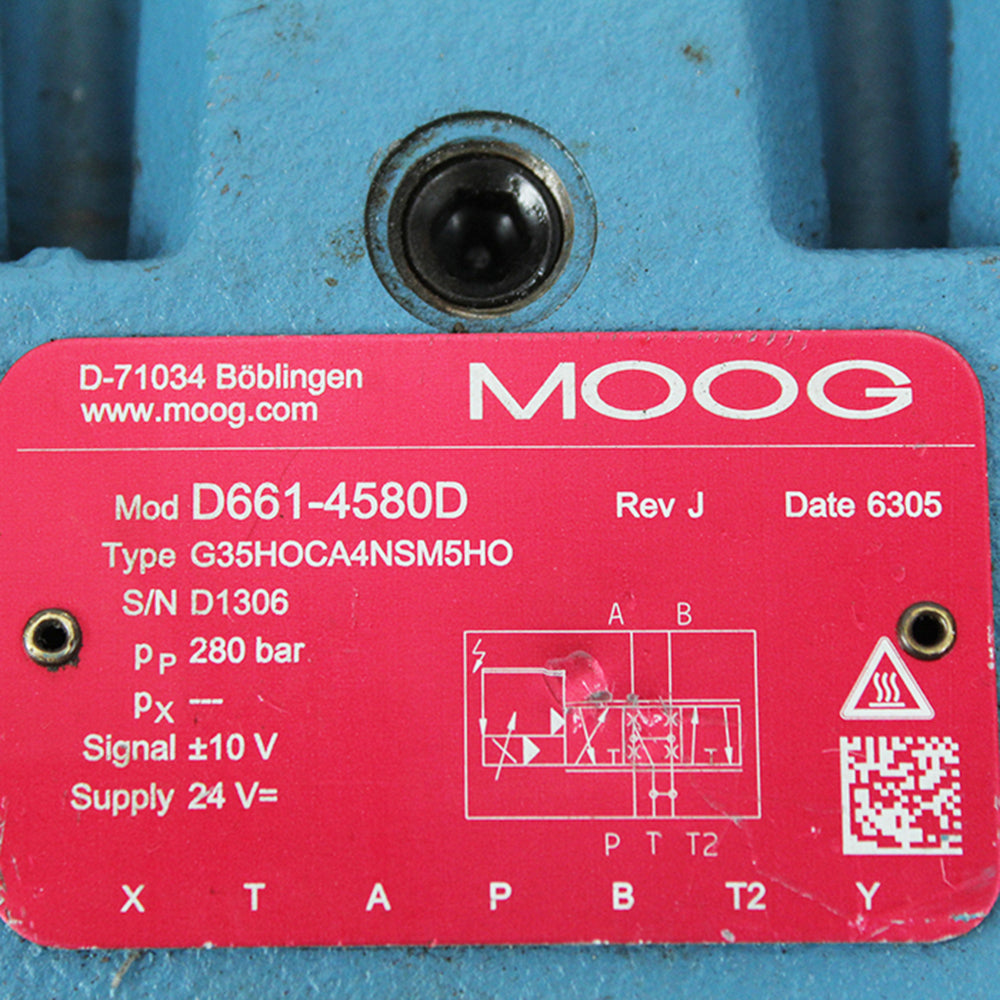 D-71034 Böblingen
www.moog.com
MOOG
Mod D661-4580D Rev J Date 6305
Type G35HOCA4NSM5HO
S/N D1306
pP 280 bar
pX ---
Signal ±10 V
Supply 24 V=
A B
T T
P T T2
X T A P B T2 Y